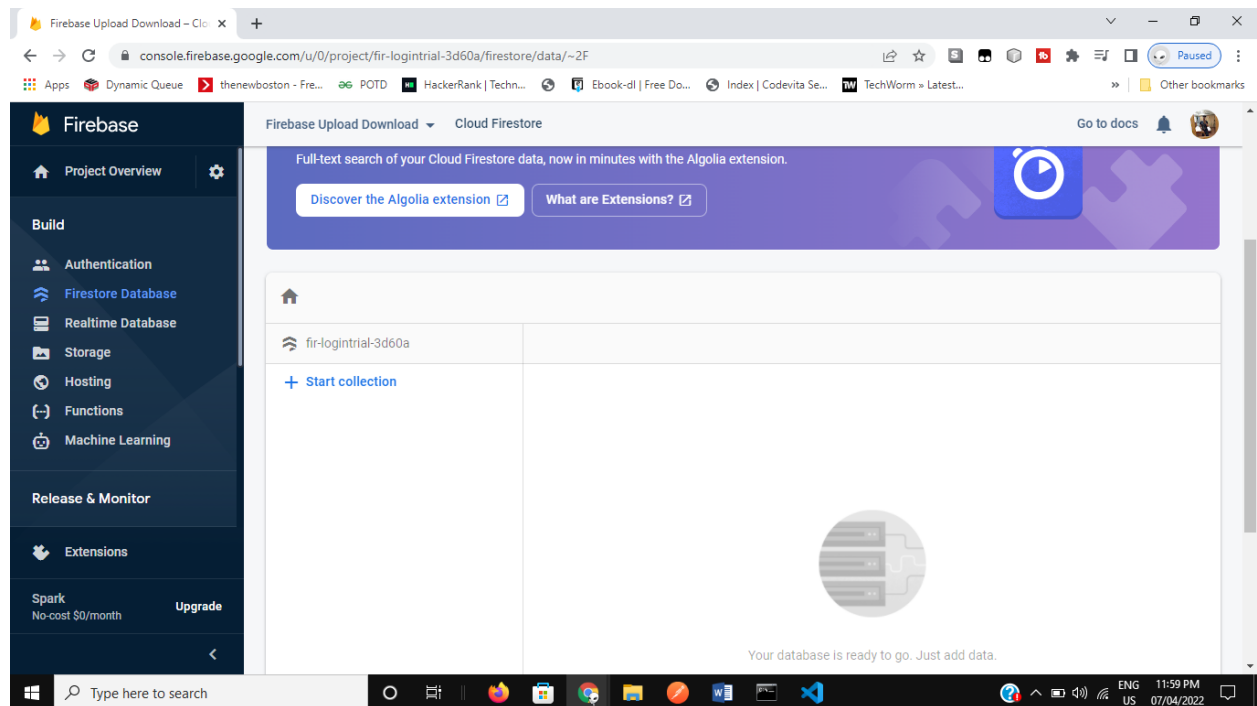 Firebase Upload Download – Clo
console.firebase.google.com/u/0/project/fir-logintrial-3d60a/firestore/data/~2F
Paused
Apps Dynamic Queue thenewboston - Fre... POTD HackerRank | Techn... Ebook-dl | Free Do... Index | Codevita Se... TW TechWorm » Latest... » Other bookmarks
Firebase
Firebase Upload Download Cloud Firestore Go to docs
Project Overview
Full-text search of your Cloud Firestore data, now in minutes with the Algolia extension.
Discover the Algolia extension What are Extensions?
Build
Authentication
Firestore Database
Realtime Database
Storage
Hosting
Functions
Machine Learning
fir-logintrial-3d60a
+ Start collection
Release & Monitor
Extensions
Spark
No-cost $0/month
Upgrade
Your database is ready to go. Just add data.
Type here to search
ENG
US
11:59 PM
07/04/2022